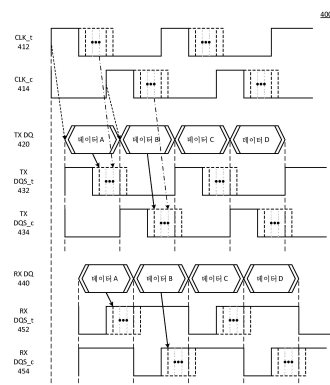 400
CLK_t
412
CLK_c
414
TX DQ
420
데이터 A
데이터 B
데이터 C
데이터 D
TX
DQS_t
432
TX
DQS_c
434
RX DQ
440
데이터 A
데이터 B
데이터 C
데이터 D
RX
DQS_t
452
RX
DQS_c
454